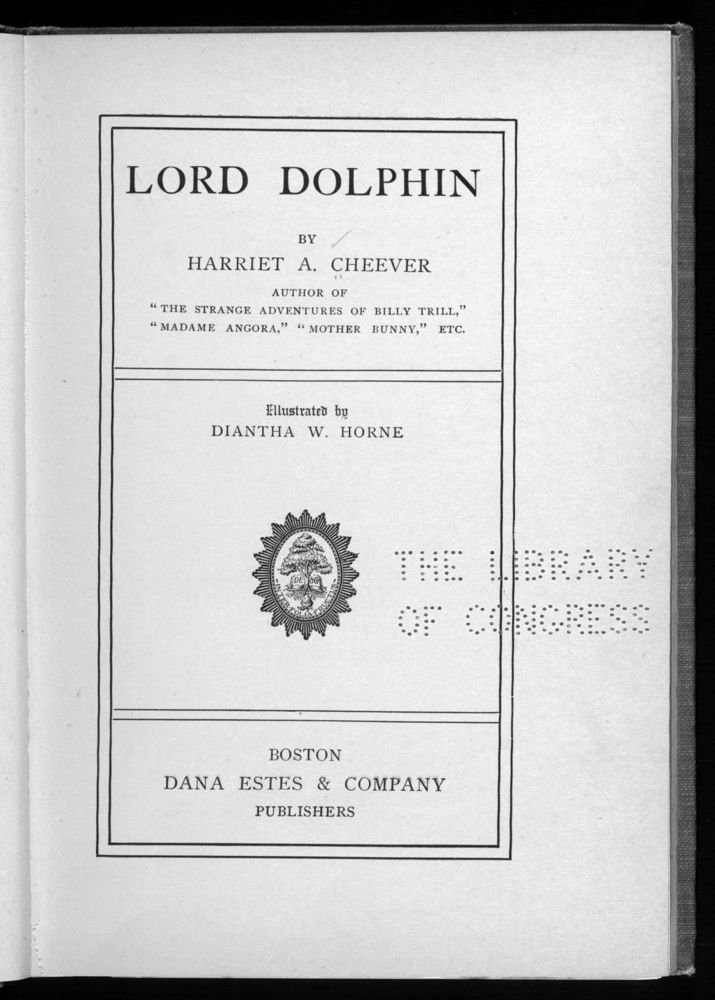 LORD DOLPHIN
BY
HARRIET A. CHEEVER
AUTHOR OF
“ THE STRANGE ADVENTURES OF BILLY TRILL,”
“ MADAME ANGORA,” “ MOTHER BUNNY,” ETC.
Illustrated by
DIANTHA W. HORNE
THE LIBRARY
OF CONGRESS
BOSTON
DANA ESTES & COMPANY
PUBLISHERS